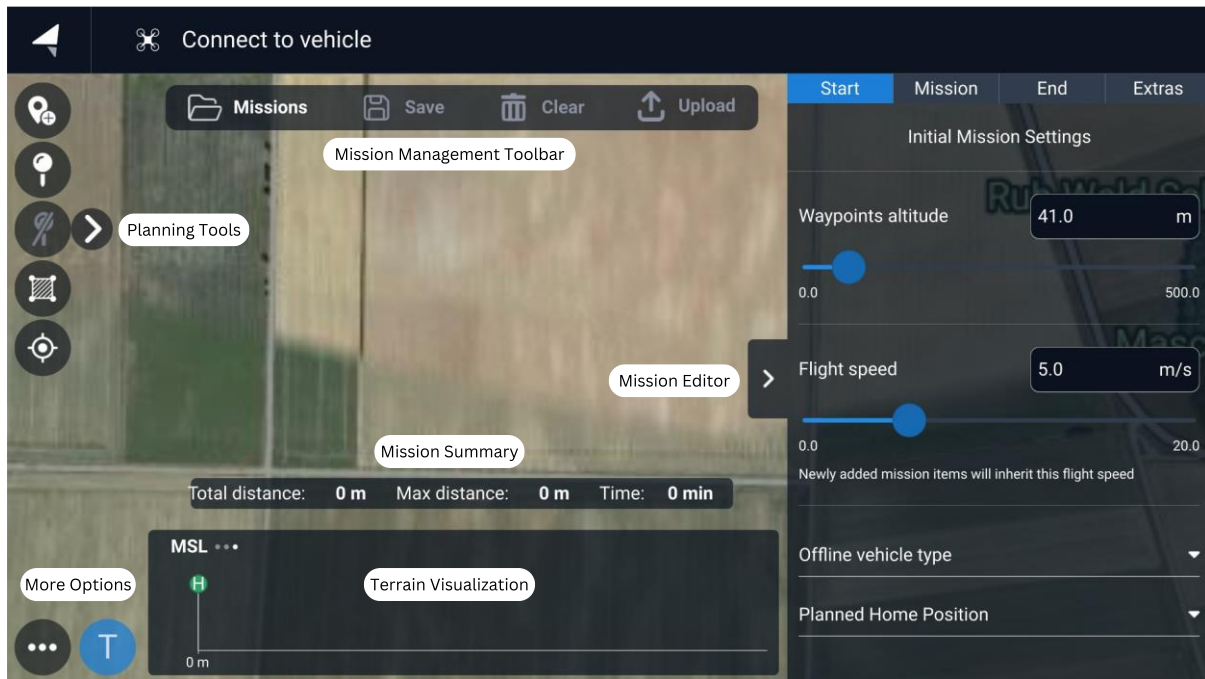 Connect to vehicle
Missions Save Clear Upload
Mission Management Toolbar
Planning Tools
Mission Editor
Mission Summary
Total distance: 0 m Max distance: 0 m Time: 0 min
MSL
H
Terrain Visualization
0 m
More Options
T
Start Mission End Extras
Initial Mission Settings
Waypoints altitude 41.0 m
0.0 500.0
Flight speed 5.0 m/s
0.0 20.0
Newly added mission items will inherit this flight speed
Offline vehicle type
Planned Home Position